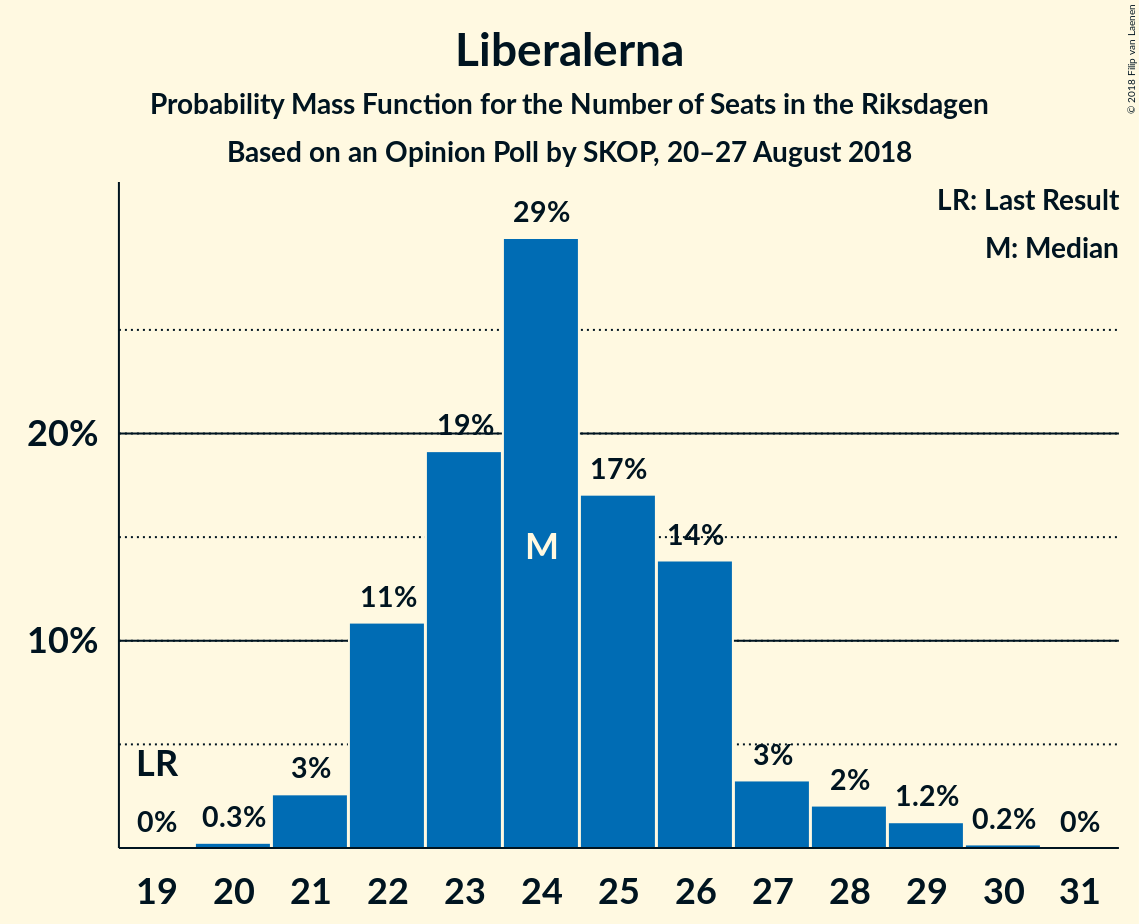 Liberalerna
Probability Mass Function for the Number of Seats in the Riksdagen
Based on an Opinion Poll by SKOP, 20–27 August 2018
© 2018 Filip van Laenen
LR: Last Result
M: Median
29%
20%
19%
17%
14%
M
11%
10%
LR
3%
3%
2%
1.2%
0%
0.3%
0.2%
0%
19 20 21 22 23 24 25 26 27 28 29 30 31